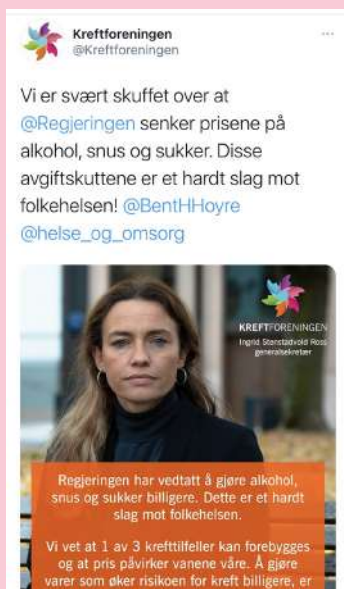 Kreftforeningen
@Kreftforeningen
Vi er svært skuffet over at
@Regjeringen senker prisene på
alkohol, snus og sukker. Disse
avgiftskuttene er et hardt slag mot
folkehelsen! @BentHHoyre
@helse_og_omsorg
KREFTFORENINGEN
Ingrid Stenstadvold Ross
generalsekretær
Regjeringen har vedtatt å gjøre alkohol,
snus og sukker billigere. Dette er et hardt
slag mot folkehelsen.
Vi vet at 1 av 3 krefttilfeller kan forebygges
og at pris påvirker vanene våre. Å gjøre
varer som øker risikoen for kreft billigere, er